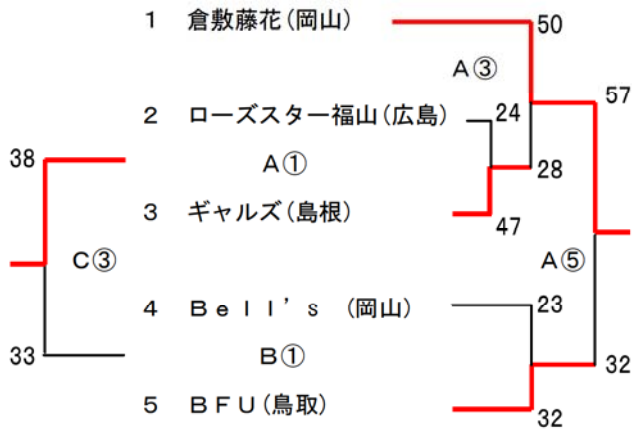 1 倉敷藤花(岡山) 50
A③
57
2 ローズスター福山(広島) 24
38
A① 28
3 ギャルズ(島根) 47
C③ A⑤
4 Bell's (岡山) 23
33 B① 32
5 BFU(鳥取) 32